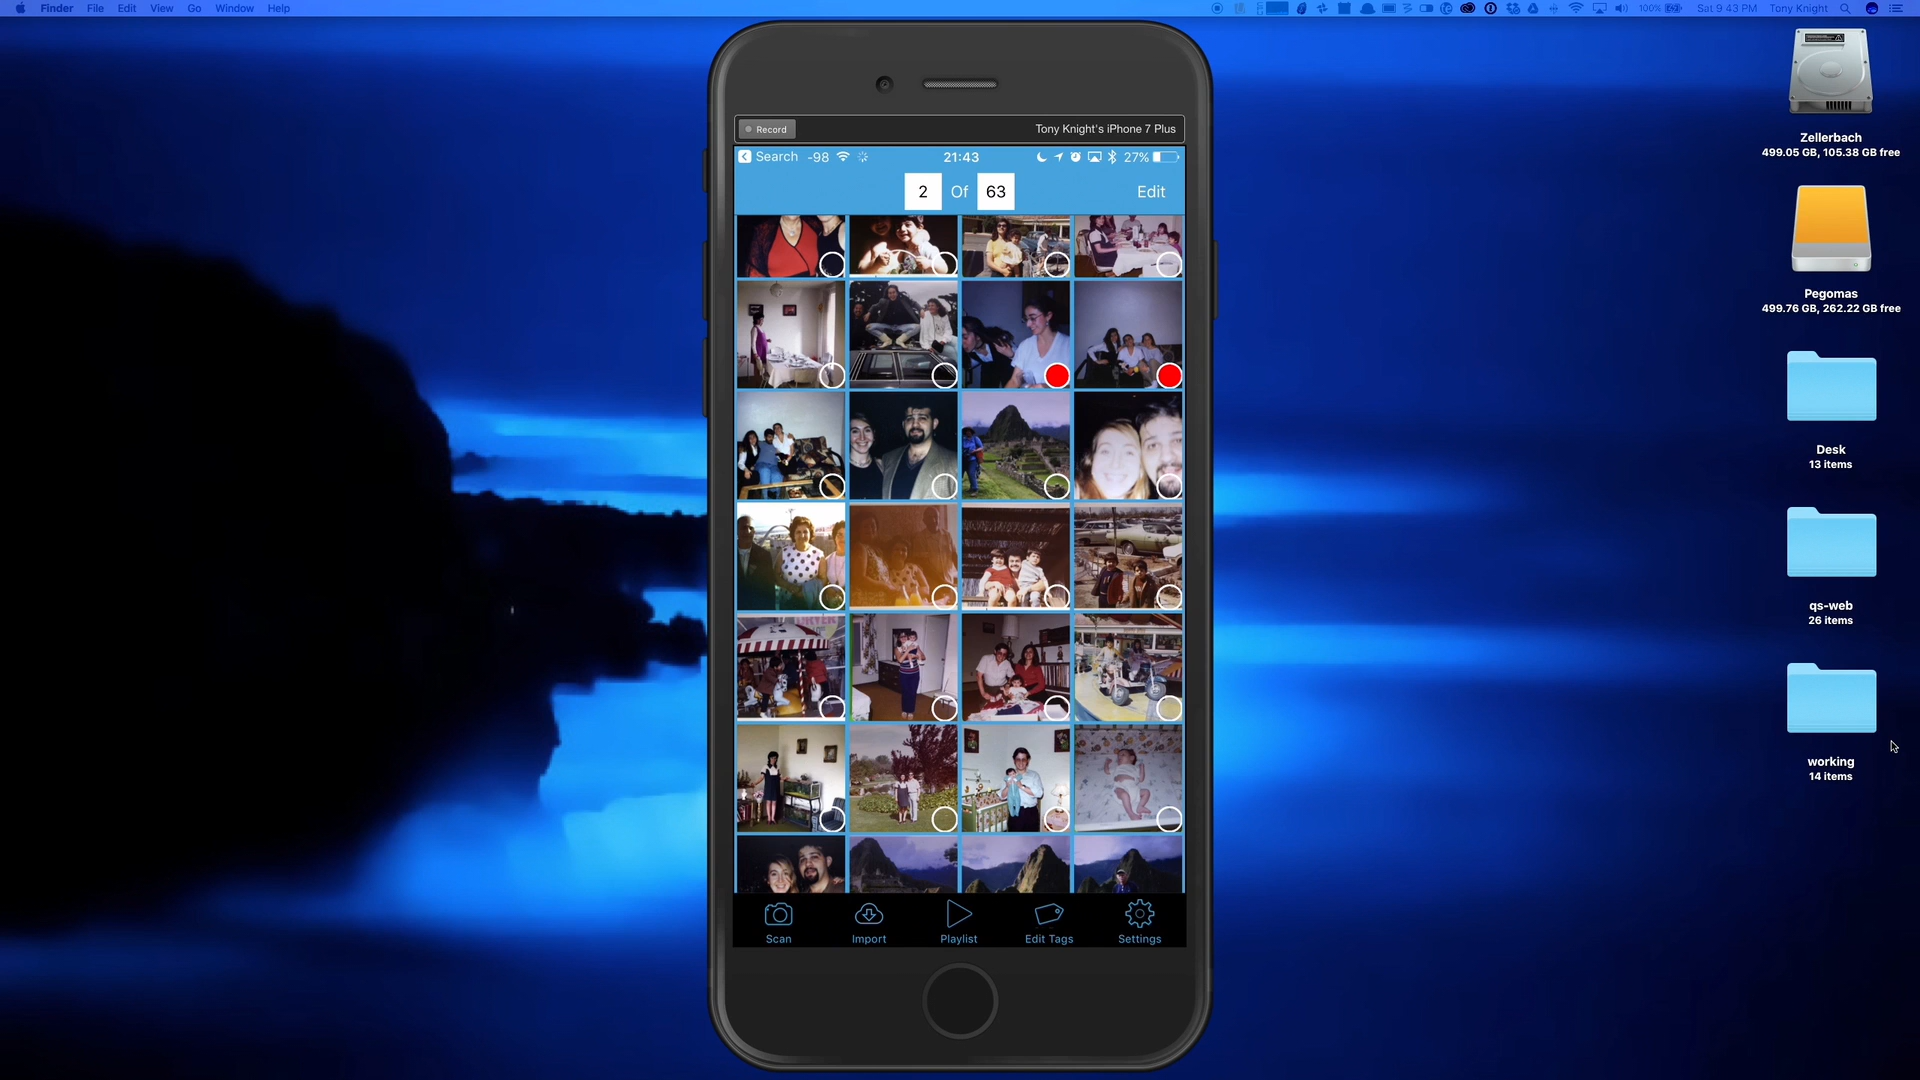 Finder File Edit View Go Window Help
100% Sat 9 43 PM Tony Knight
Record
Tony Knight's iPhone 7 Plus
Search -98 21:43 27%
2 Of 63 Edit
Scan Import Playlist Edit Tags Settings
Zellerbach
499.05 GB, 105.38 GB free
Pegomas
499.76 GB, 262.22 GB free
Desk
13 items
qs-web
26 items
working
14 items